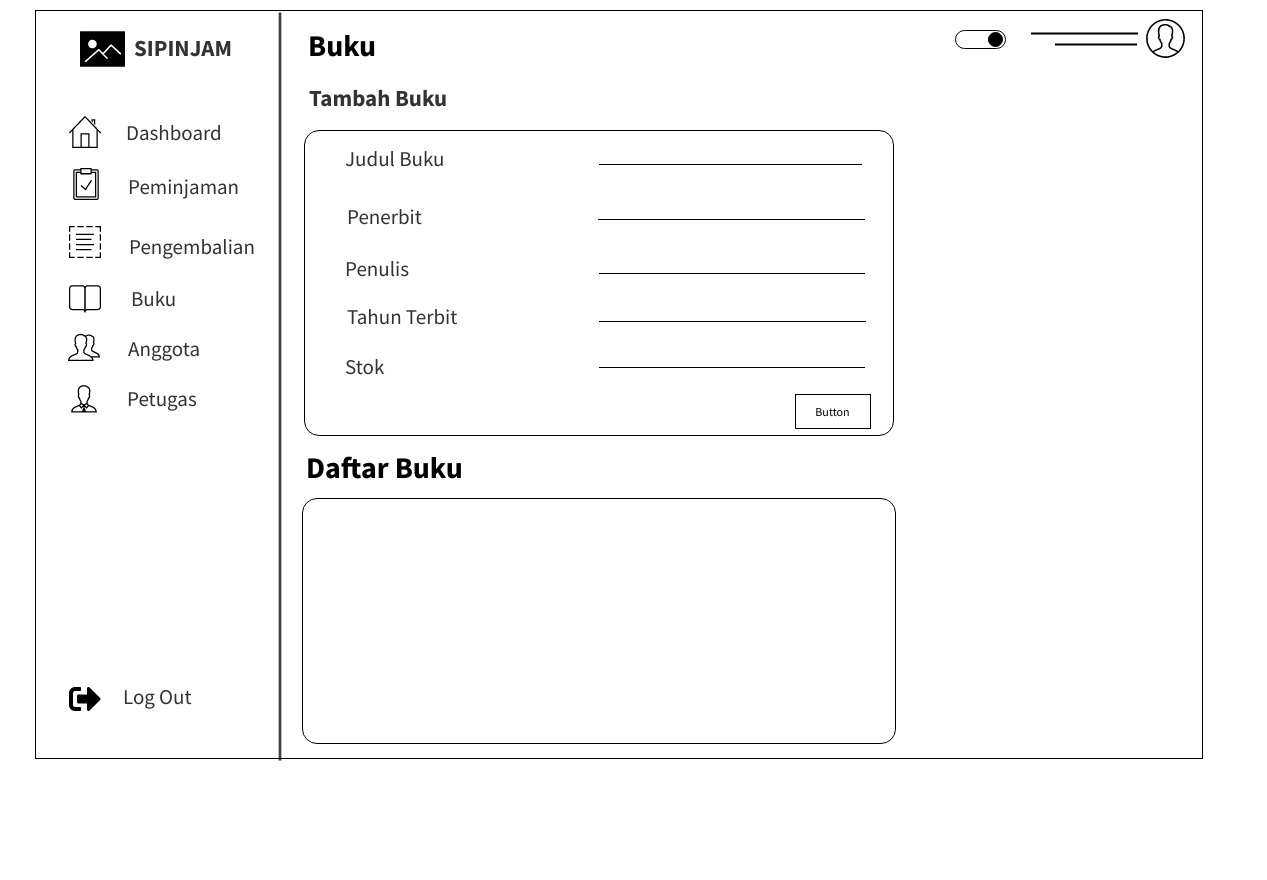 SIPINJAM
Dashboard
Peminjaman
Pengembalian
Buku
Anggota
Petugas
Log Out
Buku
Tambah Buku
Judul Buku
Penerbit
Penulis
Tahun Terbit
Stok
Button
Daftar Buku